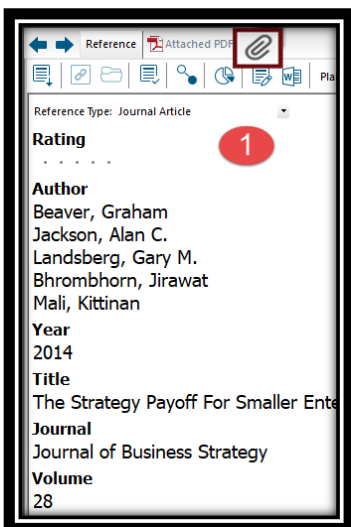 Reference Attached PDF
Pla
Reference Type: Journal Article
1
Rating
Author
Beaver, Graham
Jackson, Alan C.
Landsberg, Gary M.
Bhrombhorn, Jirawat
Mali, Kittinan
Year
2014
Title
The Strategy Payoff For Smaller Ente
Journal
Journal of Business Strategy
Volume
28